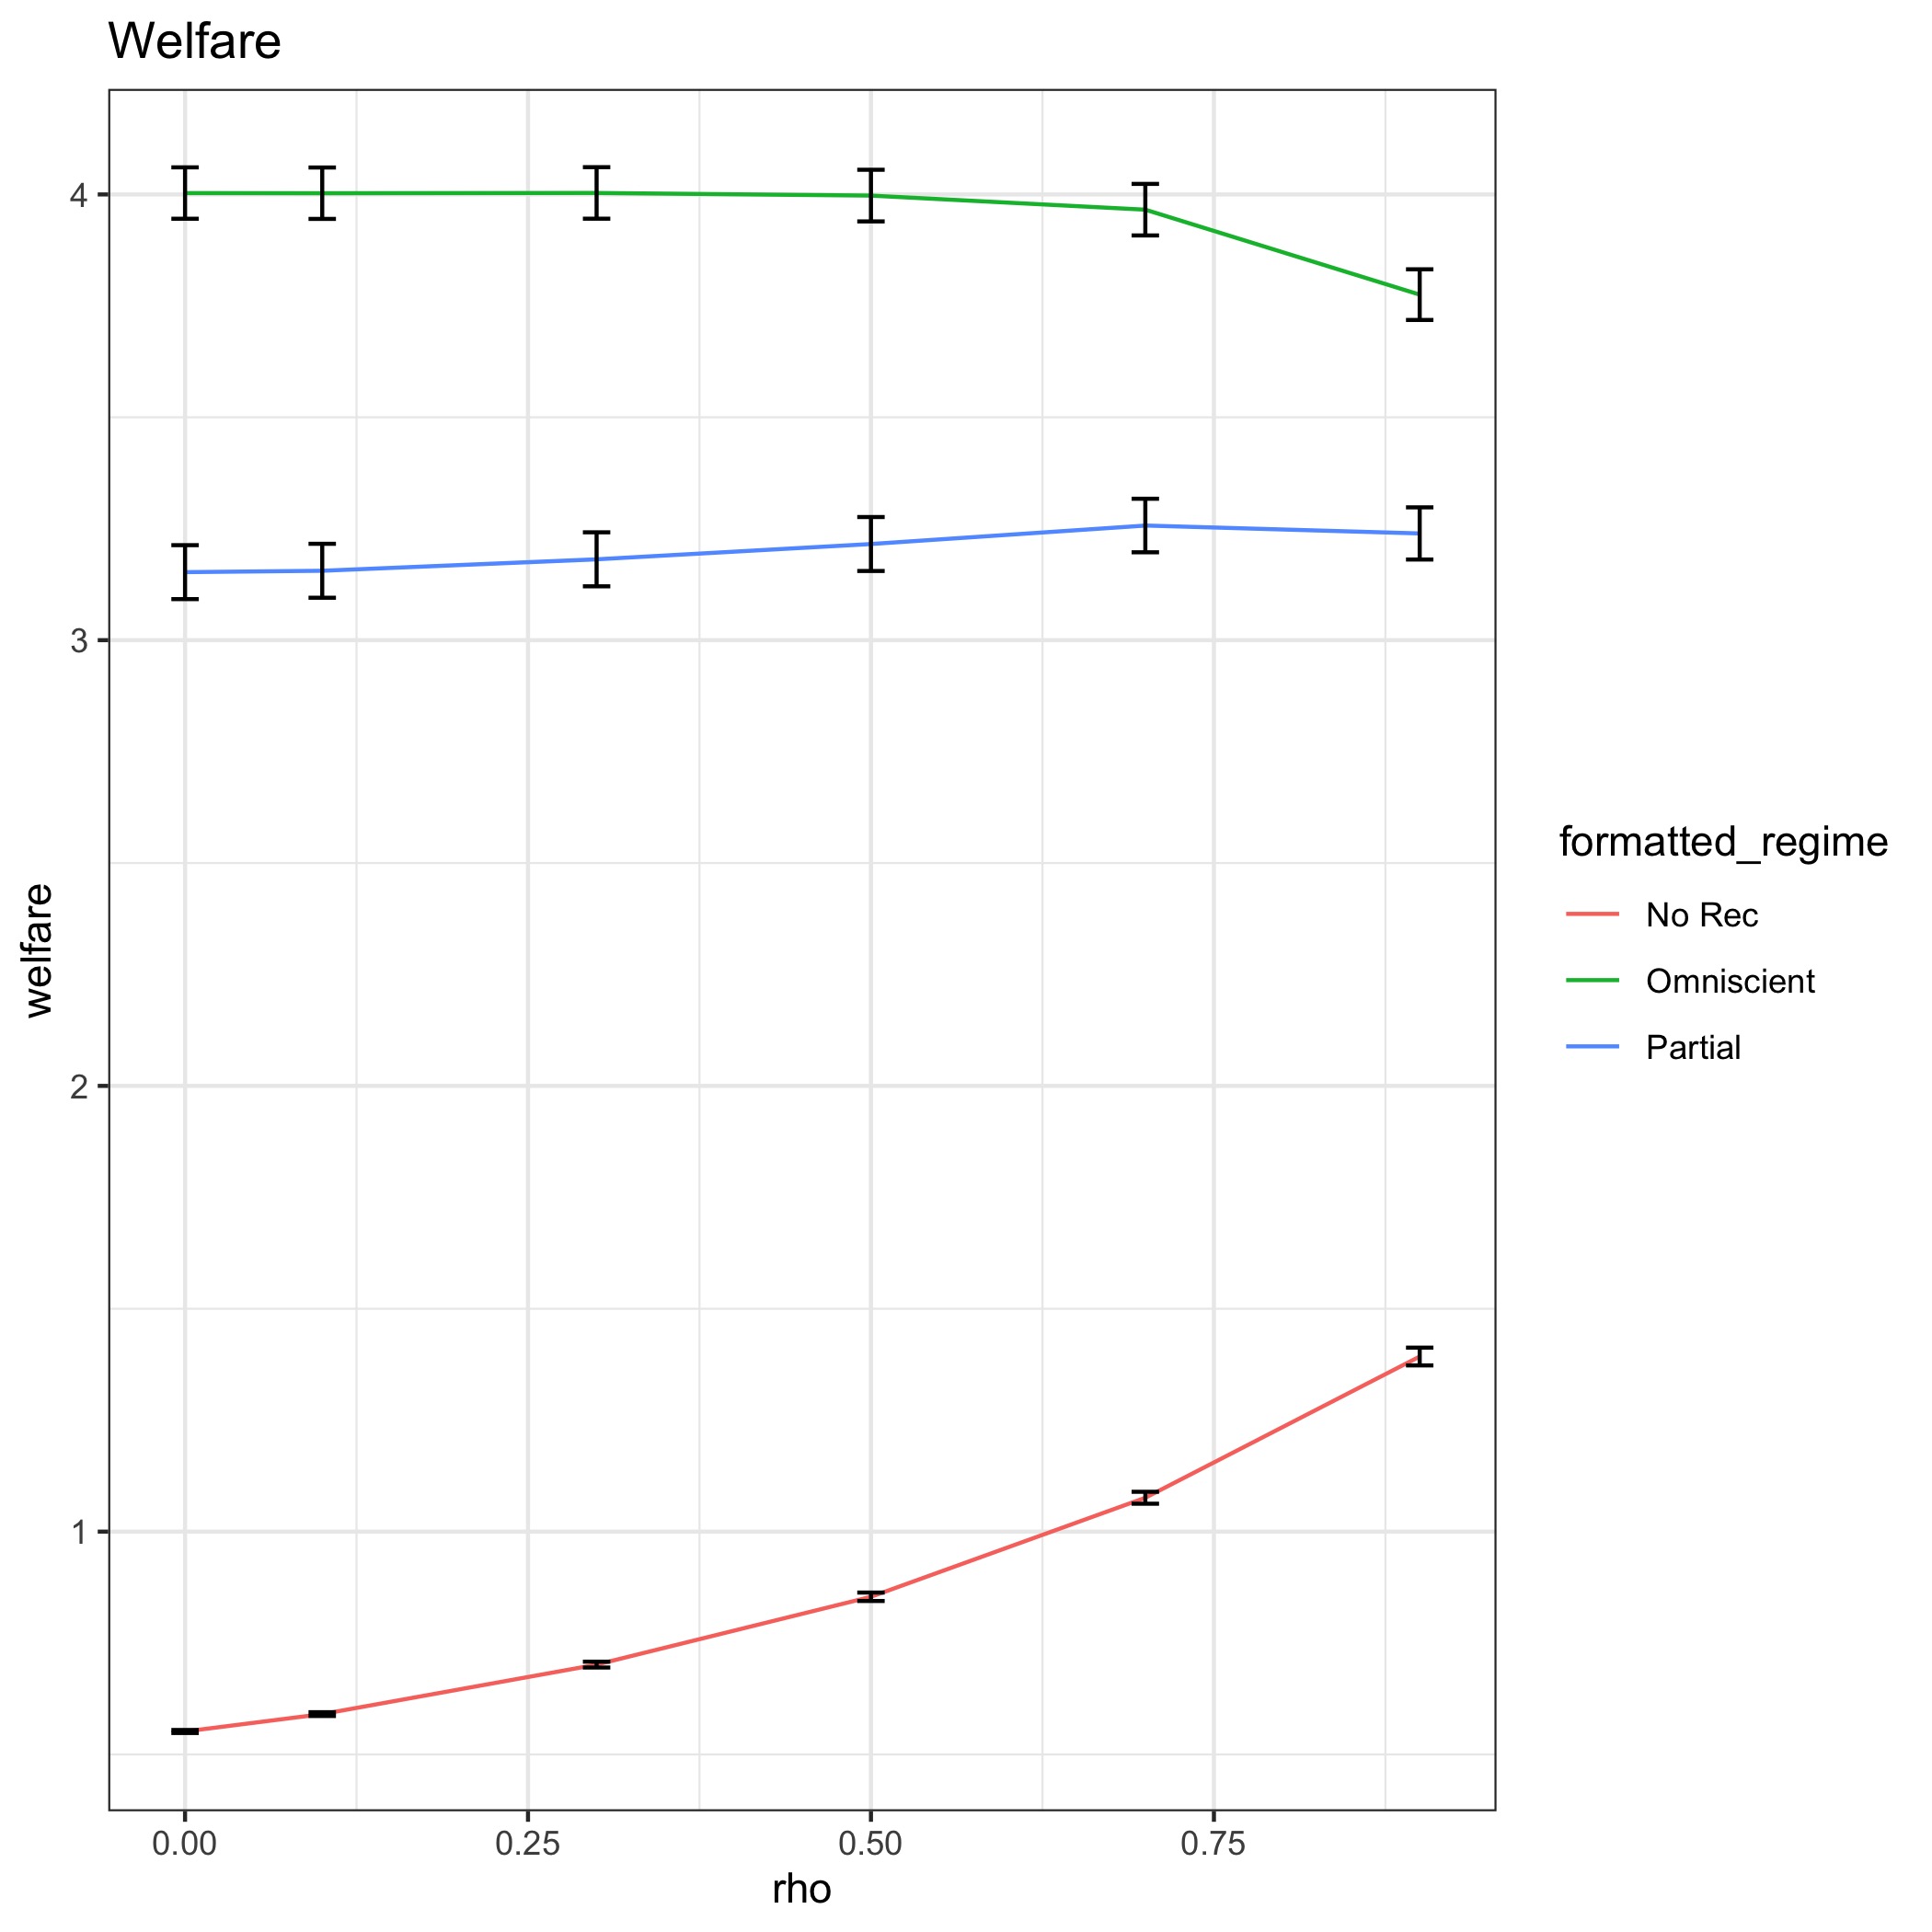 Welfare
welfare
4
3
2
1
0.00
0.25
0.50
0.75
rho
formatted_regime
No Rec
Omniscient
Partial